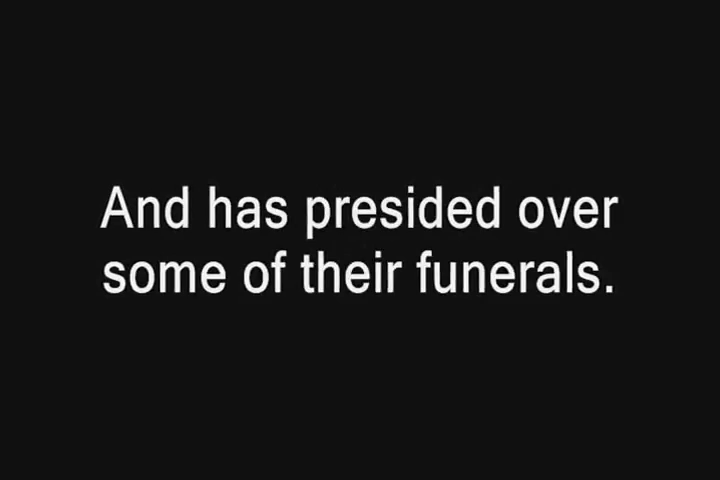 And has presided over
some of their funerals.